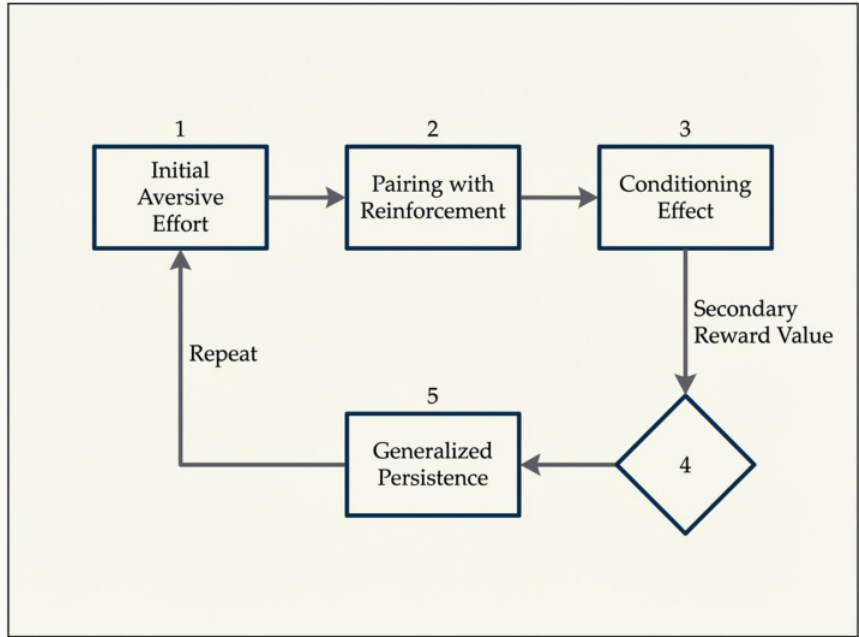 1
Initial
Aversive
Effort
2
Pairing with
Reinforcement
3
Conditioning
Effect
Secondary
Reward Value
4
5
Generalized
Persistence
Repeat